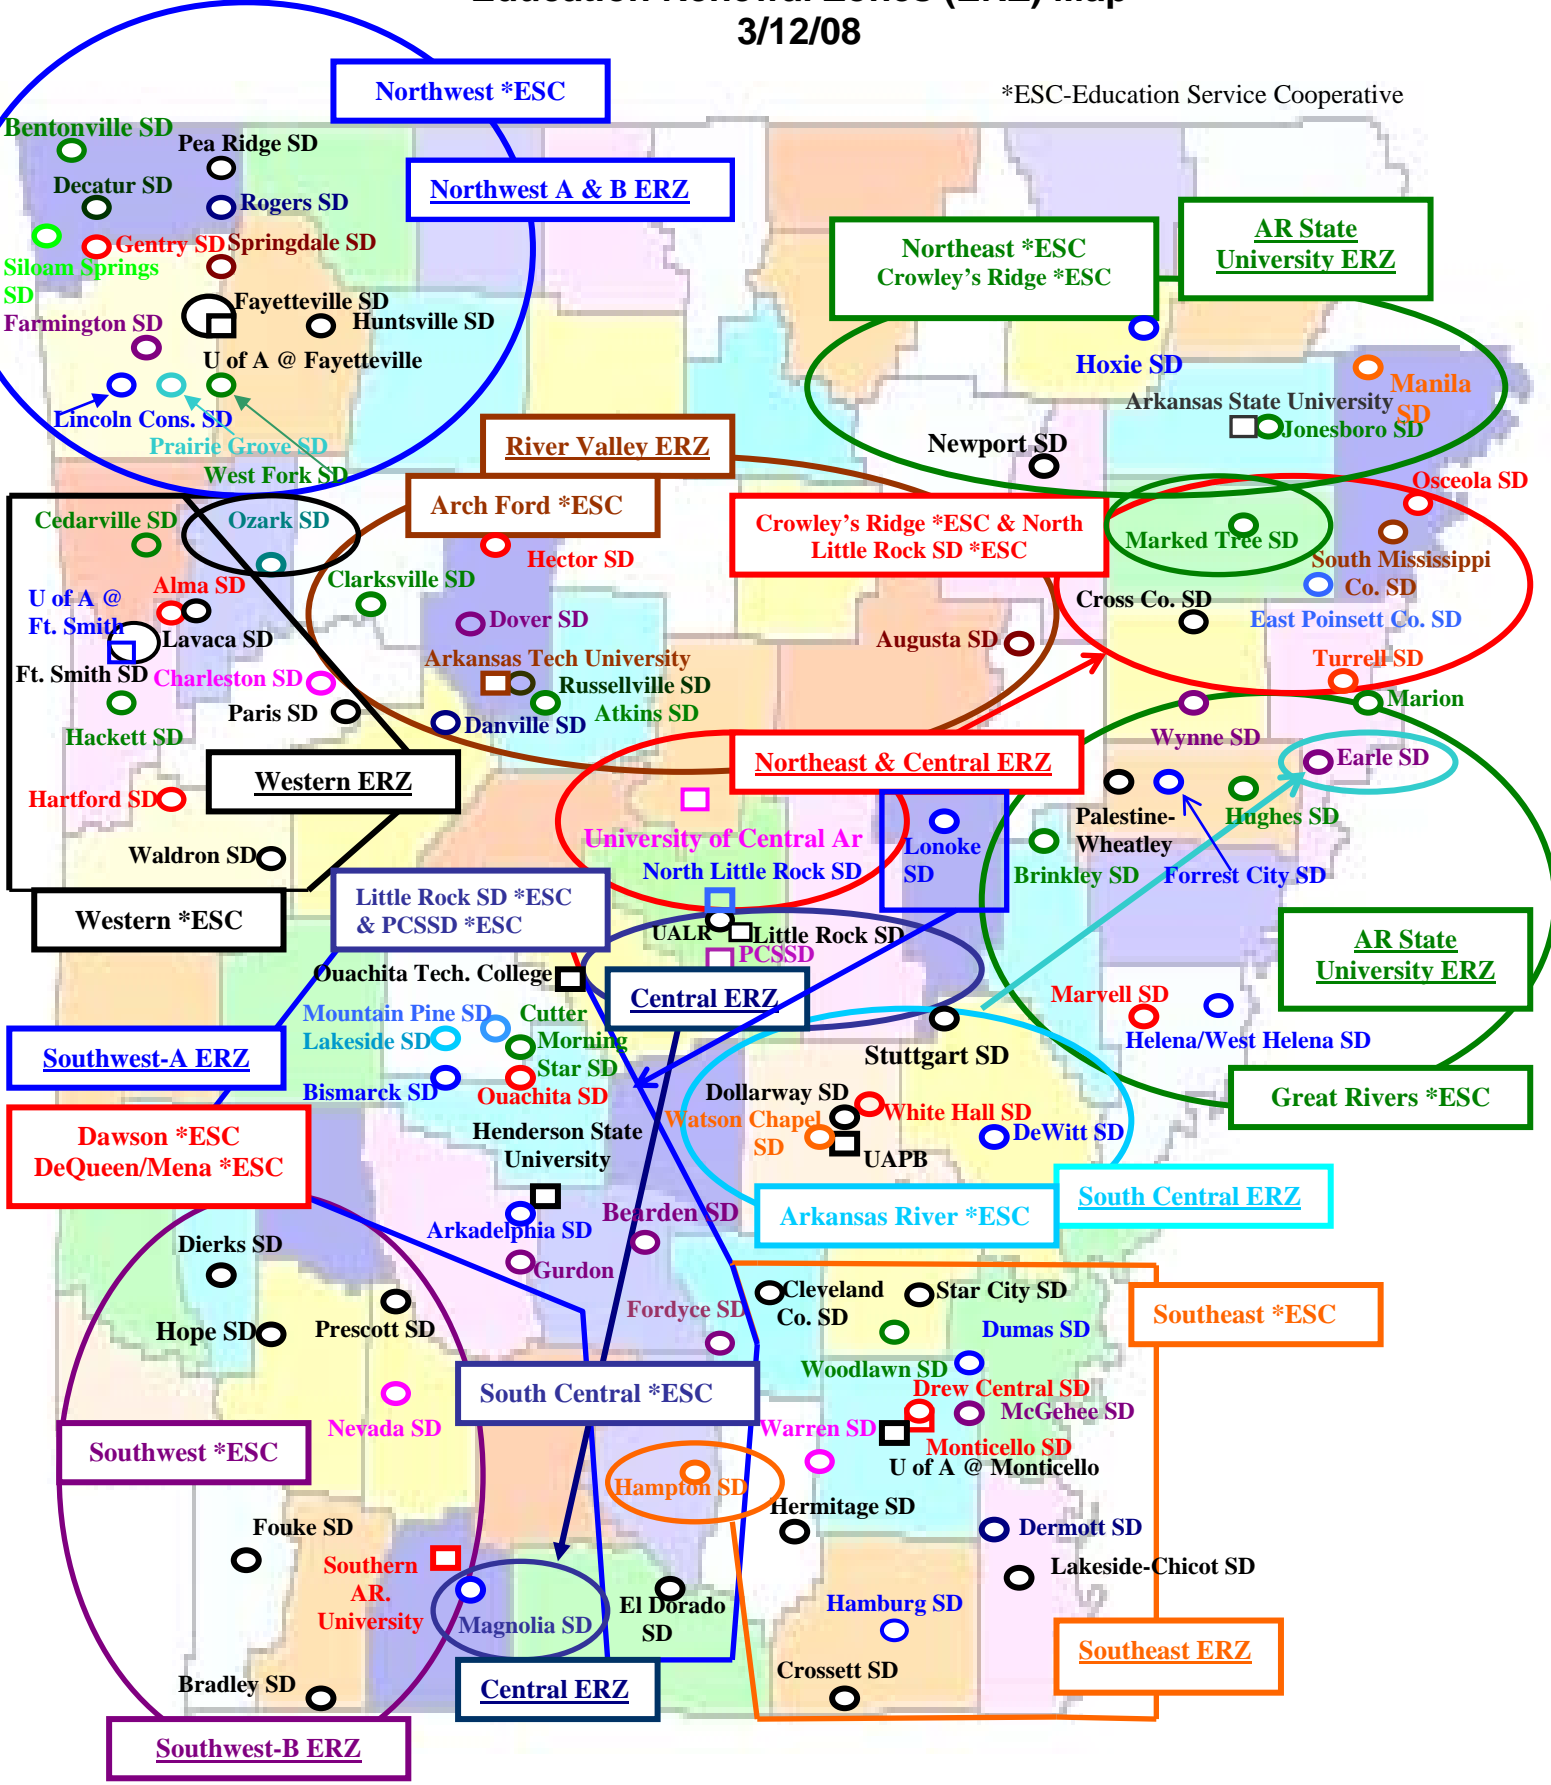 Education Renewal Zones (ERZ) Map
3/12/08
*ESC-Education Service Cooperative
Northwest *ESC
Northwest A & B ERZ
Bentonville SD
Pea Ridge SD
Decatur SD
Rogers SD
Gentry SD
Springdale SD
Siloam Springs
SD
Fayetteville SD
Farmington SD
Huntsville SD
U of A @ Fayetteville
Lincoln Cons. SD
Prairie Grove SD
West Fork SD
Northeast *ESC
Crowley's Ridge *ESC
AR State
University ERZ
Hoxie SD
Manila
SD
Arkansas State University
Jonesboro SD
Newport SD
River Valley ERZ
Arch Ford *ESC
Crowley's Ridge *ESC & North
Little Rock SD *ESC
Osceola SD
Marked Tree SD
South Mississippi
Co. SD
East Poinsett Co. SD
Cross Co. SD
Turrell SD
Cedarville SD
Ozark SD
Hector SD
Clarksville SD
Alma SD
U of A @
Ft. Smith
Lavaca SD
Dover SD
Augusta SD
Arkansas Tech University
Ft. Smith SD
Charleston SD
Russellville SD
Atkins SD
Paris SD
Danville SD
Hackett SD
Marion
Wynne SD
Earle SD
Western ERZ
Northeast & Central ERZ
Hartford SD
Waldron SD
University of Central Ar
North Little Rock SD
Lonoke
SD
Palestine-
Wheatley
Hughes SD
Brinkley SD
Forrest City SD
Western *ESC
Little Rock SD *ESC
& PCSSD *ESC
UALR
Little Rock SD
PCSSD
AR State
University ERZ
Ouachita Tech. College
Central ERZ
Marvell SD
Helena/West Helena SD
Mountain Pine SD
Lakeside SD
Cutter
Morning
Star SD
Southwest-A ERZ
Bismarck SD
Ouachita SD
Stuttgart SD
Great Rivers *ESC
Dollarway SD
White Hall SD
Watson Chapel
SD
DeWitt SD
UAPB
Dawson *ESC
DeQueen/Mena *ESC
Henderson State
University
South Central ERZ
Arkansas River *ESC
Arkadelphia SD
Bearden SD
Gurdon
Dierks SD
Hope SD
Prescott SD
Fordyce SD
Cleveland
Co. SD
Star City SD
Southeast *ESC
Dumas SD
Woodlawn SD
South Central *ESC
Drew Central SD
McGehee SD
Nevada SD
Warren SD
Monticello SD
U of A @ Monticello
Southwest *ESC
Hampton SD
Hermitage SD
Fouke SD
Dermott SD
Southern
AR.
University
Lakeside-Chicot SD
Magnolia SD
El Dorado
SD
Hamburg SD
Southeast ERZ
Crossett SD
Bradley SD
Central ERZ
Southwest-B ERZ